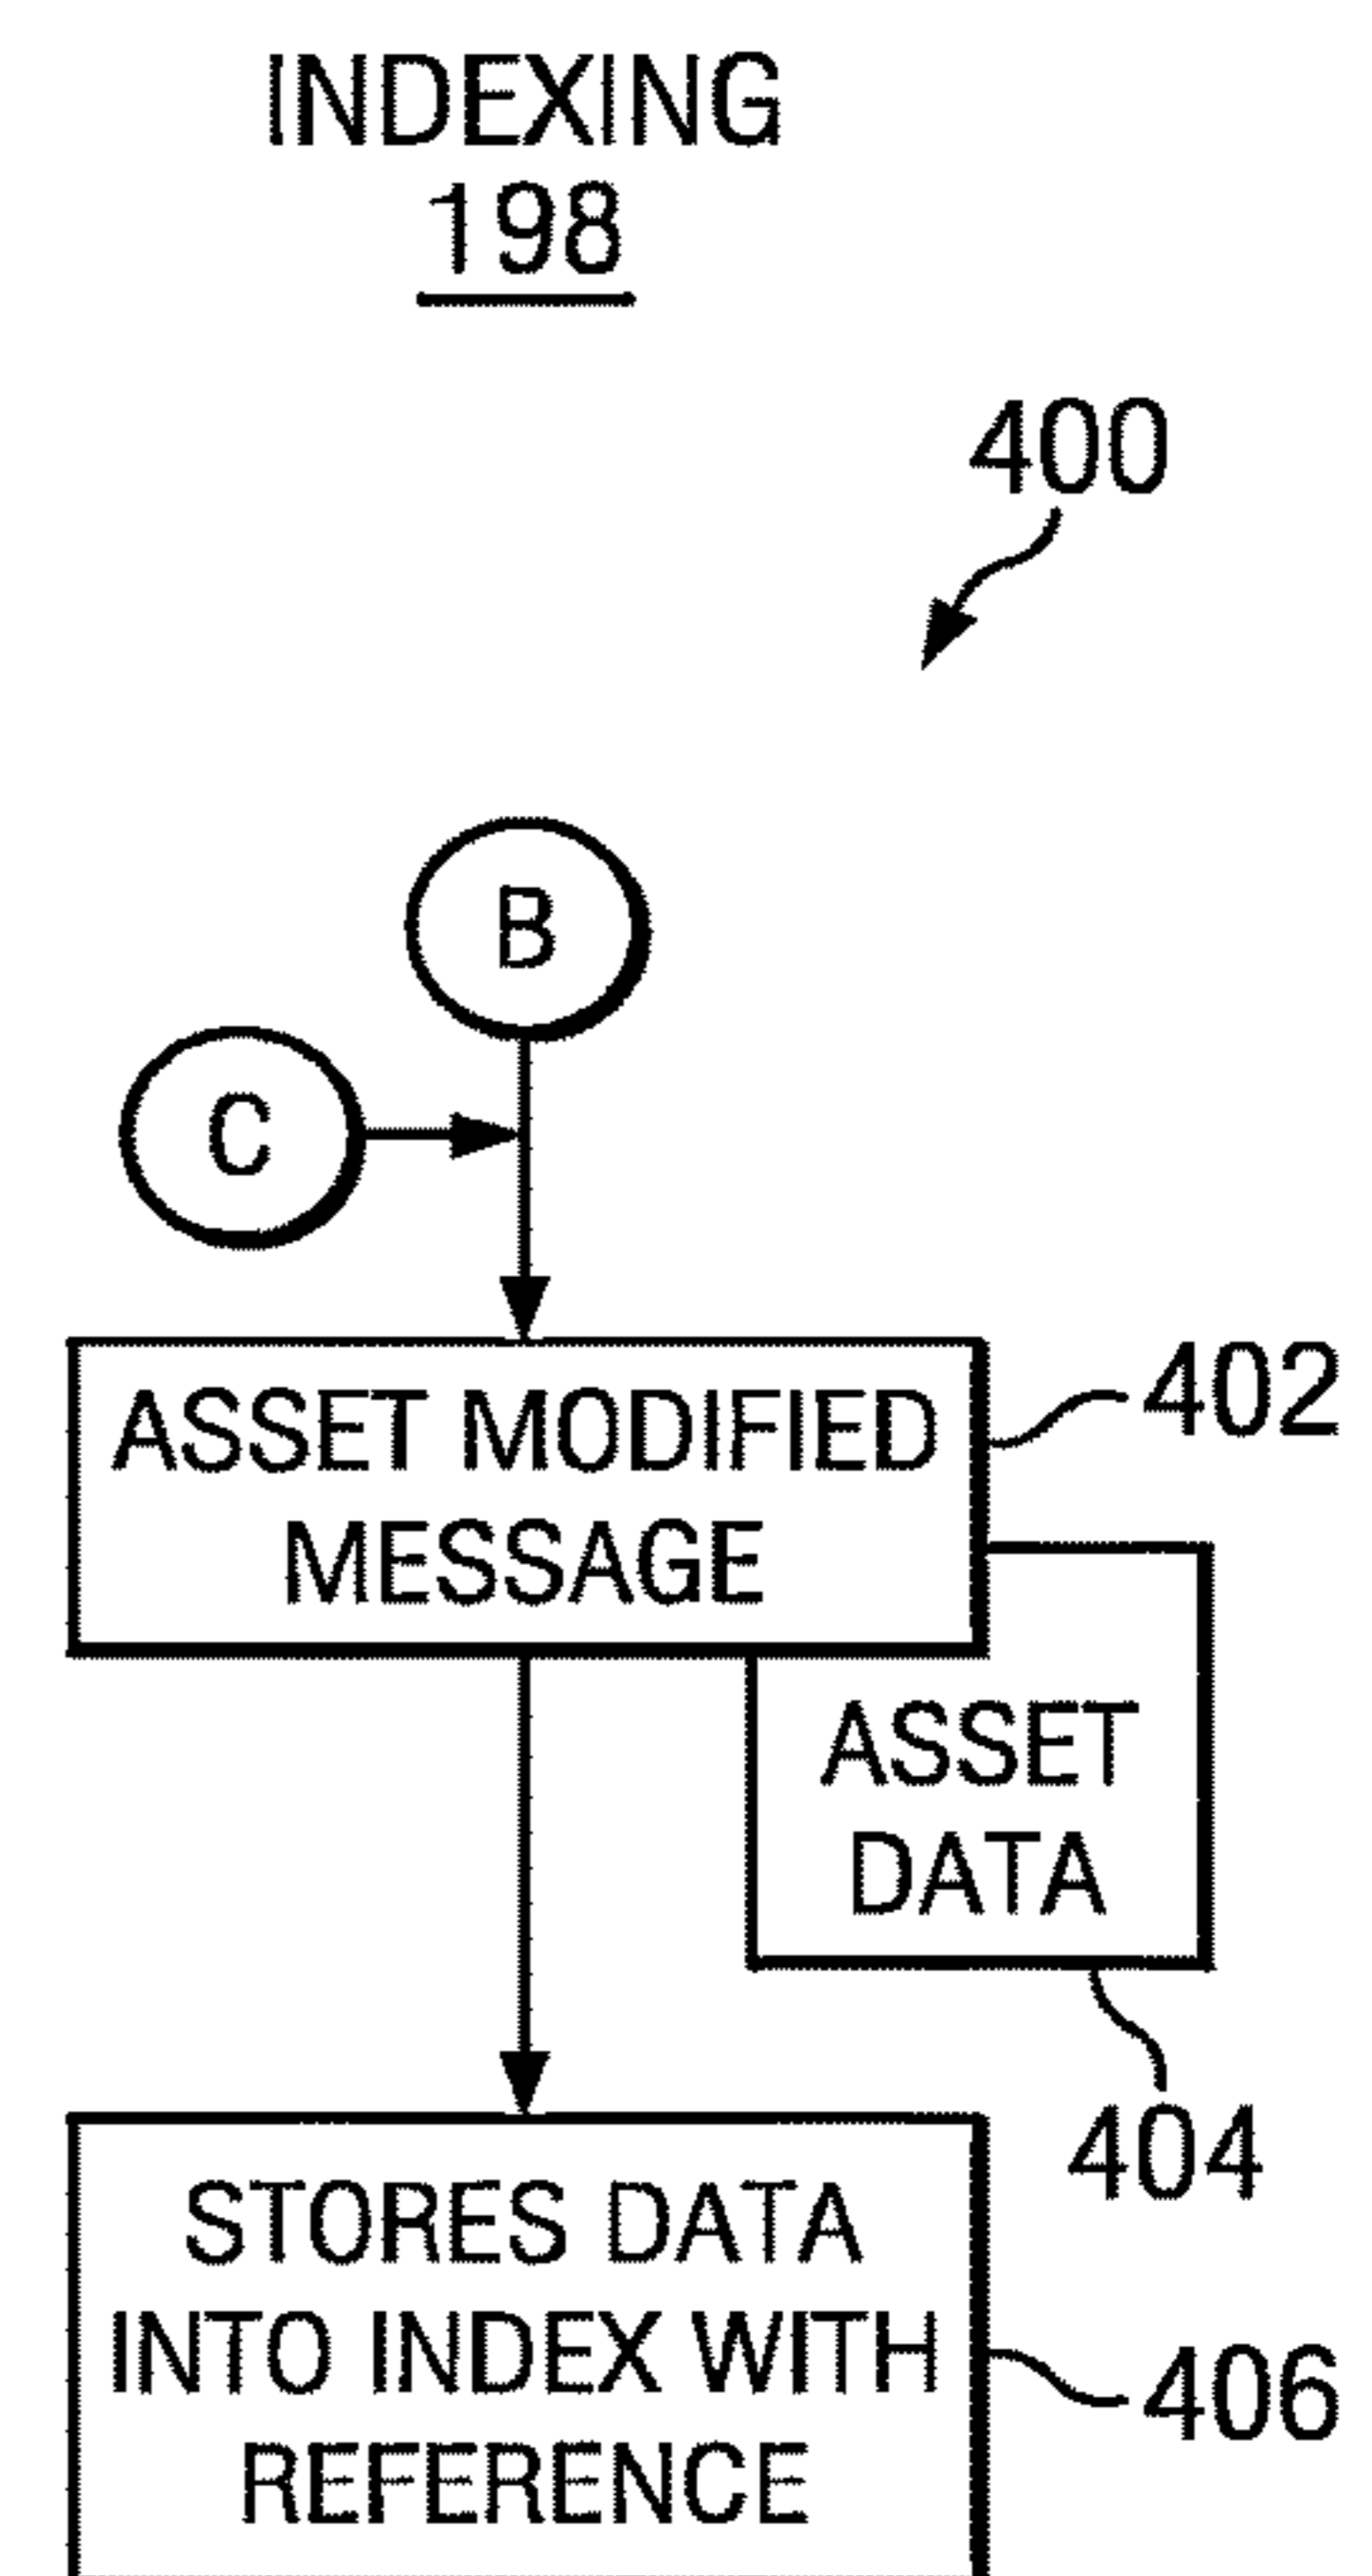 INDEXING
198
400
B
C
ASSET MODIFIED
MESSAGE
402
ASSET
DATA
404
STORES DATA
INTO INDEX WITH
REFERENCE
406